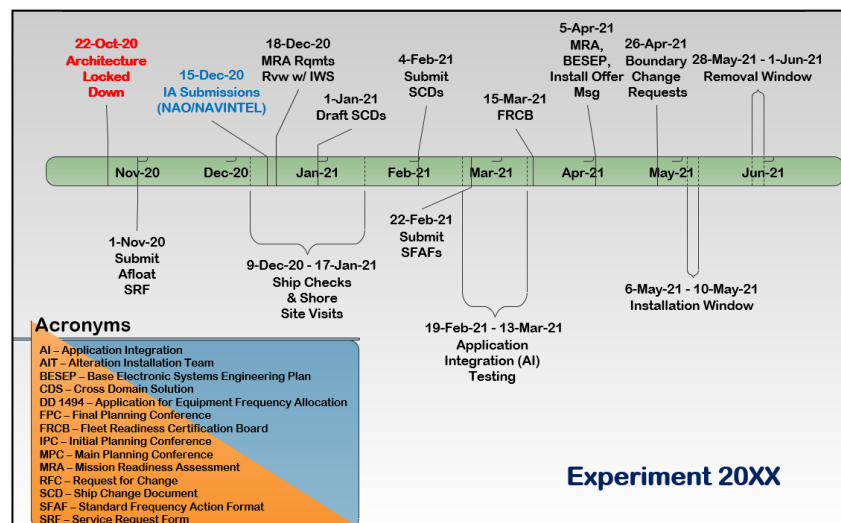 22-Oct-20
Architecture
Locked
Down
15-Dec-20
IA Submissions
(NAO/NAVINTEL)
18-Dec-20
MRA Rqmts
Rvw w/ IWS
1-Jan-21
Draft SCDs
4-Feb-21
Submit
SCDs
15-Mar-21
FRCB
5-Apr-21
MRA,
BESEP,
Install Offer
Msg
26-Apr-21
Boundary
Change
Requests
28-May-21 - 1-Jun-21
Removal Window
Nov-20
Dec-20
Jan-21
Feb-21
Mar-21
Apr-21
May-21
Jun-21
1-Nov-20
Submit
Afloat
SRF
9-Dec-20 - 17-Jan-21
Ship Checks
& Shore
Site Visits
22-Feb-21
Submit
SFAFs
19-Feb-21 - 13-Mar-21
Application
Integration (AI)
Testing
6-May-21 - 10-May-21
Installation Window
Acronyms
AI – Application Integration
AIT – Alteration Installation Team
BESEP – Base Electronic Systems Engineering Plan
CDS – Cross Domain Solution
DD 1494 – Application for Equipment Frequency Allocation
FPC – Final Planning Conference
FRCB – Fleet Readiness Certification Board
IPC – Initial Planning Conference
MPC – Main Planning Conference
MRA – Mission Readiness Assessment
RFC – Request for Change
SCD – Ship Change Document
SFAF – Standard Frequency Action Format
SRF – Service Request Form
Experiment 20XX